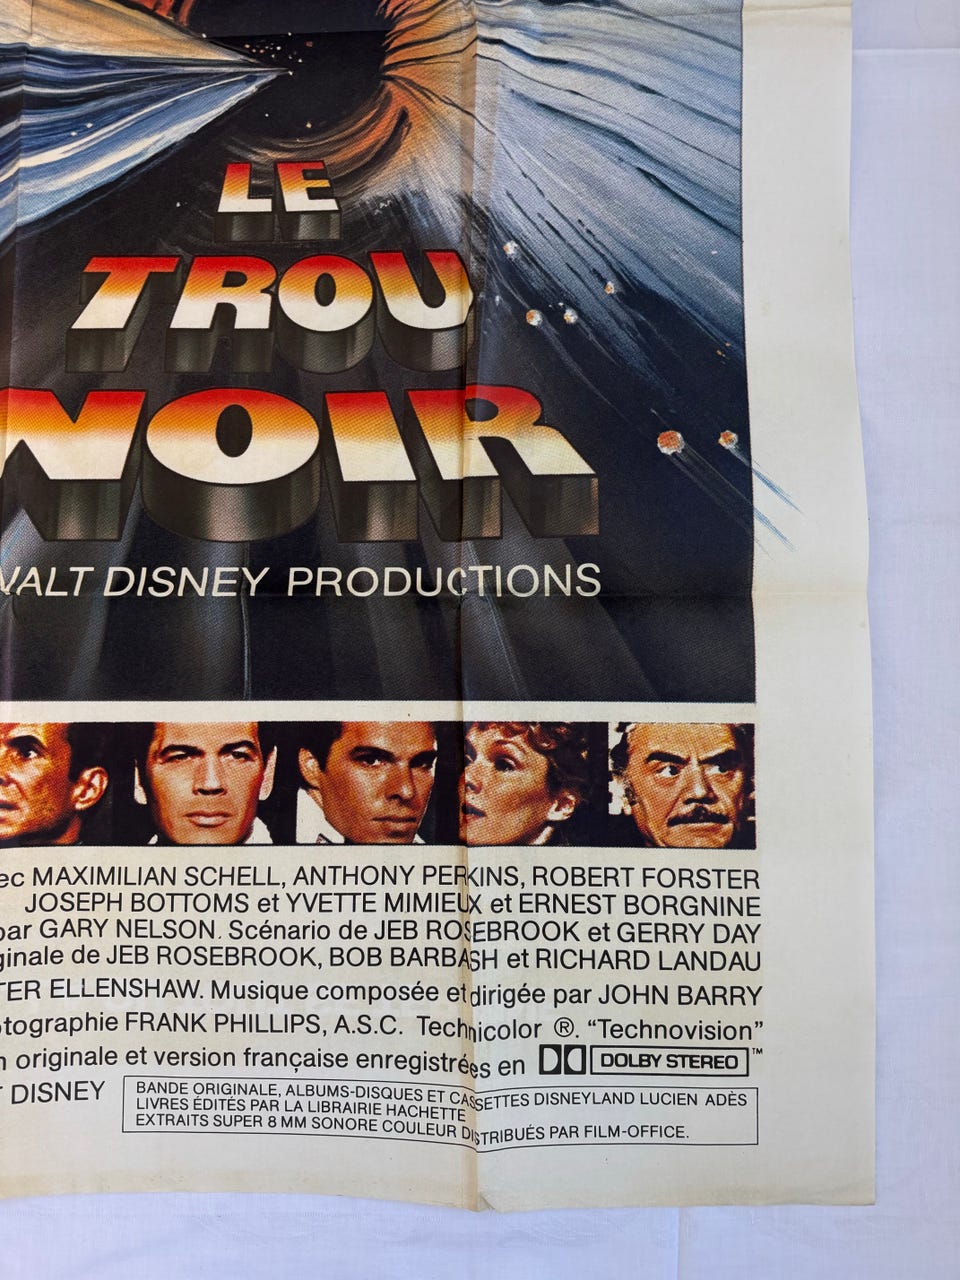 LE
TROU
NOIR
WALT DISNEY PRODUCTIONS
ec MAXIMILIAN SCHELL, ANTHONY PERKINS, ROBERT FORSTER
JOSEPH BOTTOMS et YVETTE MIMIEUX et ERNEST BORGNINE
par GARY NELSON. Scénario de JEB ROSEBROOK et GERRY DAY
ginale de JEB ROSEBROOK, BOB BARBASH et RICHARD LANDAU
TER ELLENSHAW. Musique composée et dirigée par JOHN BARRY
otographie FRANK PHILLIPS, A.S.C. Technicolor ®. “Technovision”
n originale et version française enregistrées en DOLBY STEREO ™
T DISNEY
BANDE ORIGINALE, ALBUMS-DISQUES ET CASSETTES DISNEYLAND LUCIEN ADÈS
LIVRES ÉDITÉS PAR LA LIBRAIRIE HACHETTE
EXTRAITS SUPER 8 MM SONORE COULEUR DISTRIBUÉS PAR FILM-OFFICE.